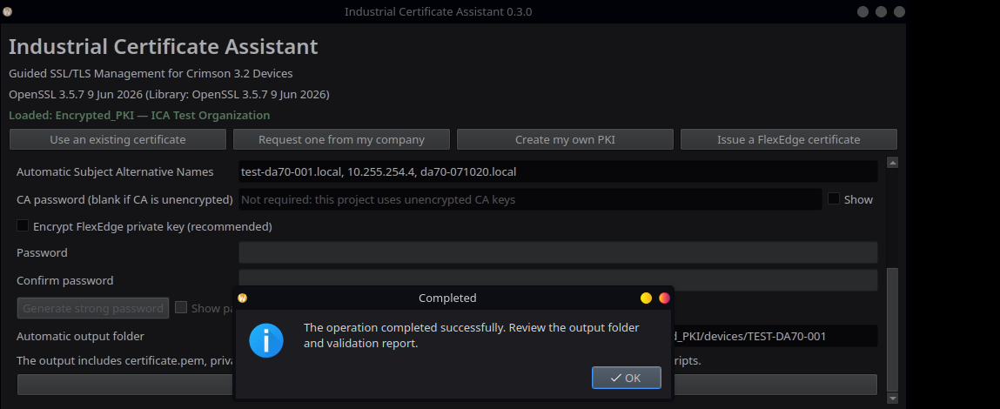 Industrial Certificate Assistant 0.3.0
Industrial Certificate Assistant
Guided SSL/TLS Management for Crimson 3.2 Devices
OpenSSL 3.5.7 9 Jun 2026 (Library: OpenSSL 3.5.7 9 Jun 2026)
Loaded: Encrypted_PKI — ICA Test Organization
Use an existing certificate
Request one from my company
Create my own PKI
Issue a FlexEdge certificate
Automatic Subject Alternative Names
test-da70-001.local, 10.255.254.4, da70-071020.local
CA password (blank if CA is unencrypted)
Not required: this project uses unencrypted CA keys
Show
Encrypt FlexEdge private key (recommended)
Password
Confirm password
Generate strong password
Show pa
Completed
The operation completed successfully. Review the output folder
and validation report.
OK
Automatic output folder
d_PKI/devices/TEST-DA70-001
The output includes certificate.pem, priva
ripts.